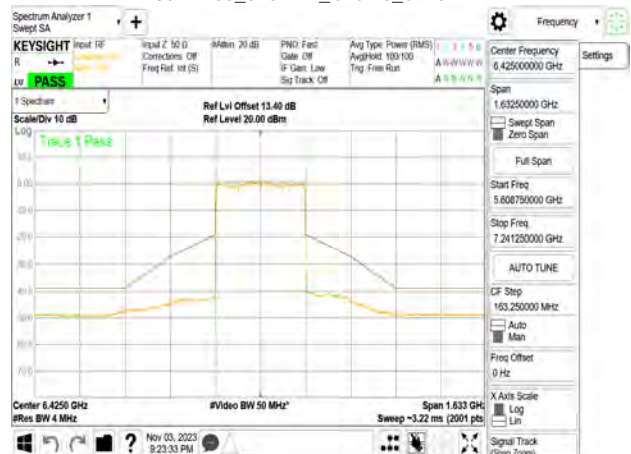 Spectrum Analyzer 1
Swept SA
+
Frequency
KEYSIGHT
Input: RF
Input Z: 50 Ω
#Atten: 20 dB
PNO: Fast
Avg Type: Power (RMS)
R
Corrections: Off
Gate: Off
Avg|Hold: 100/100
Freq Ref: Int (S)
IF Gain: Low
Trig: Free Run
PASS
Sig Track: Off
1 Spectrum
Scale/Div 10 dB
Ref Lvl Offset 13.40 dB
Ref Level 20.00 dBm
Log
Trace 1 Pass
Center 6.4250 GHz
#Video BW 50 MHz*
Span 1.633 GHz
#Res BW 4 MHz
Sweep ~3.22 ms (2001 pts
?
Nov 03, 2023
9:23:33 PM
Center Frequency
6.425000000 GHz
Settings
Span
1.63250000 GHz
Swept Span
Zero Span
Full Span
Start Freq
5.608750000 GHz
Stop Freq
7.241250000 GHz
AUTO TUNE
CF Step
163.250000 MHz
Auto
Man
Freq Offset
0 Hz
X Axis Scale
Log
Lin
Signal Track
(Span Zoom)